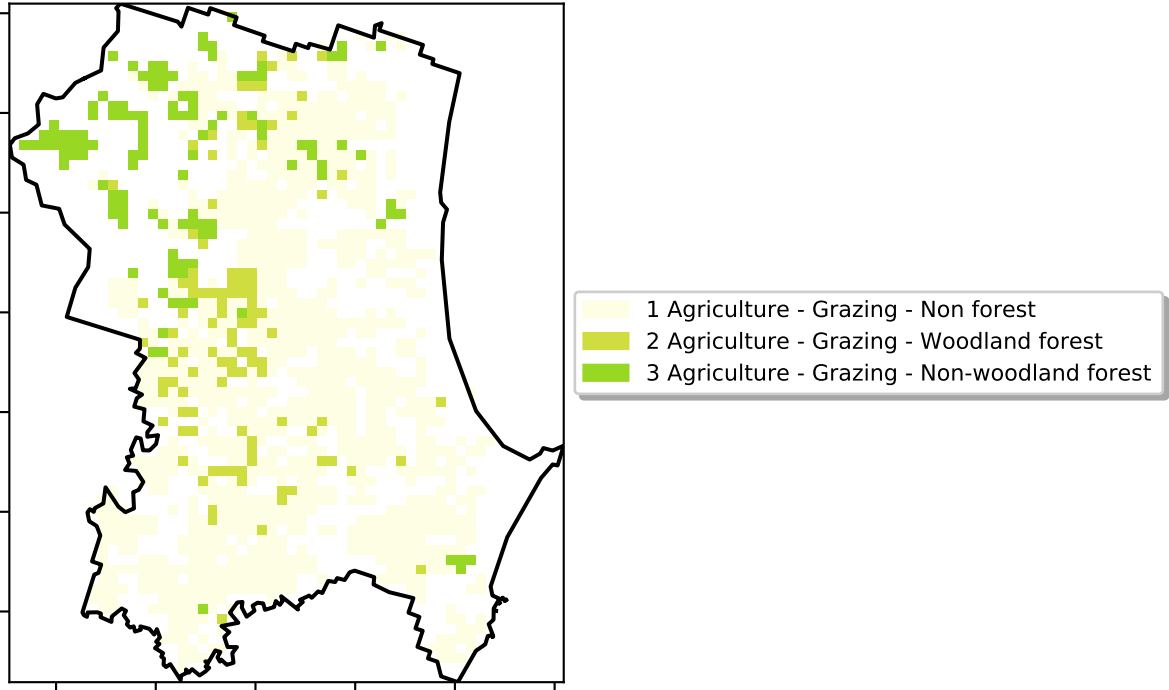 1 Agriculture - Grazing - Non forest
2 Agriculture - Grazing - Woodland forest
3 Agriculture - Grazing - Non-woodland forest